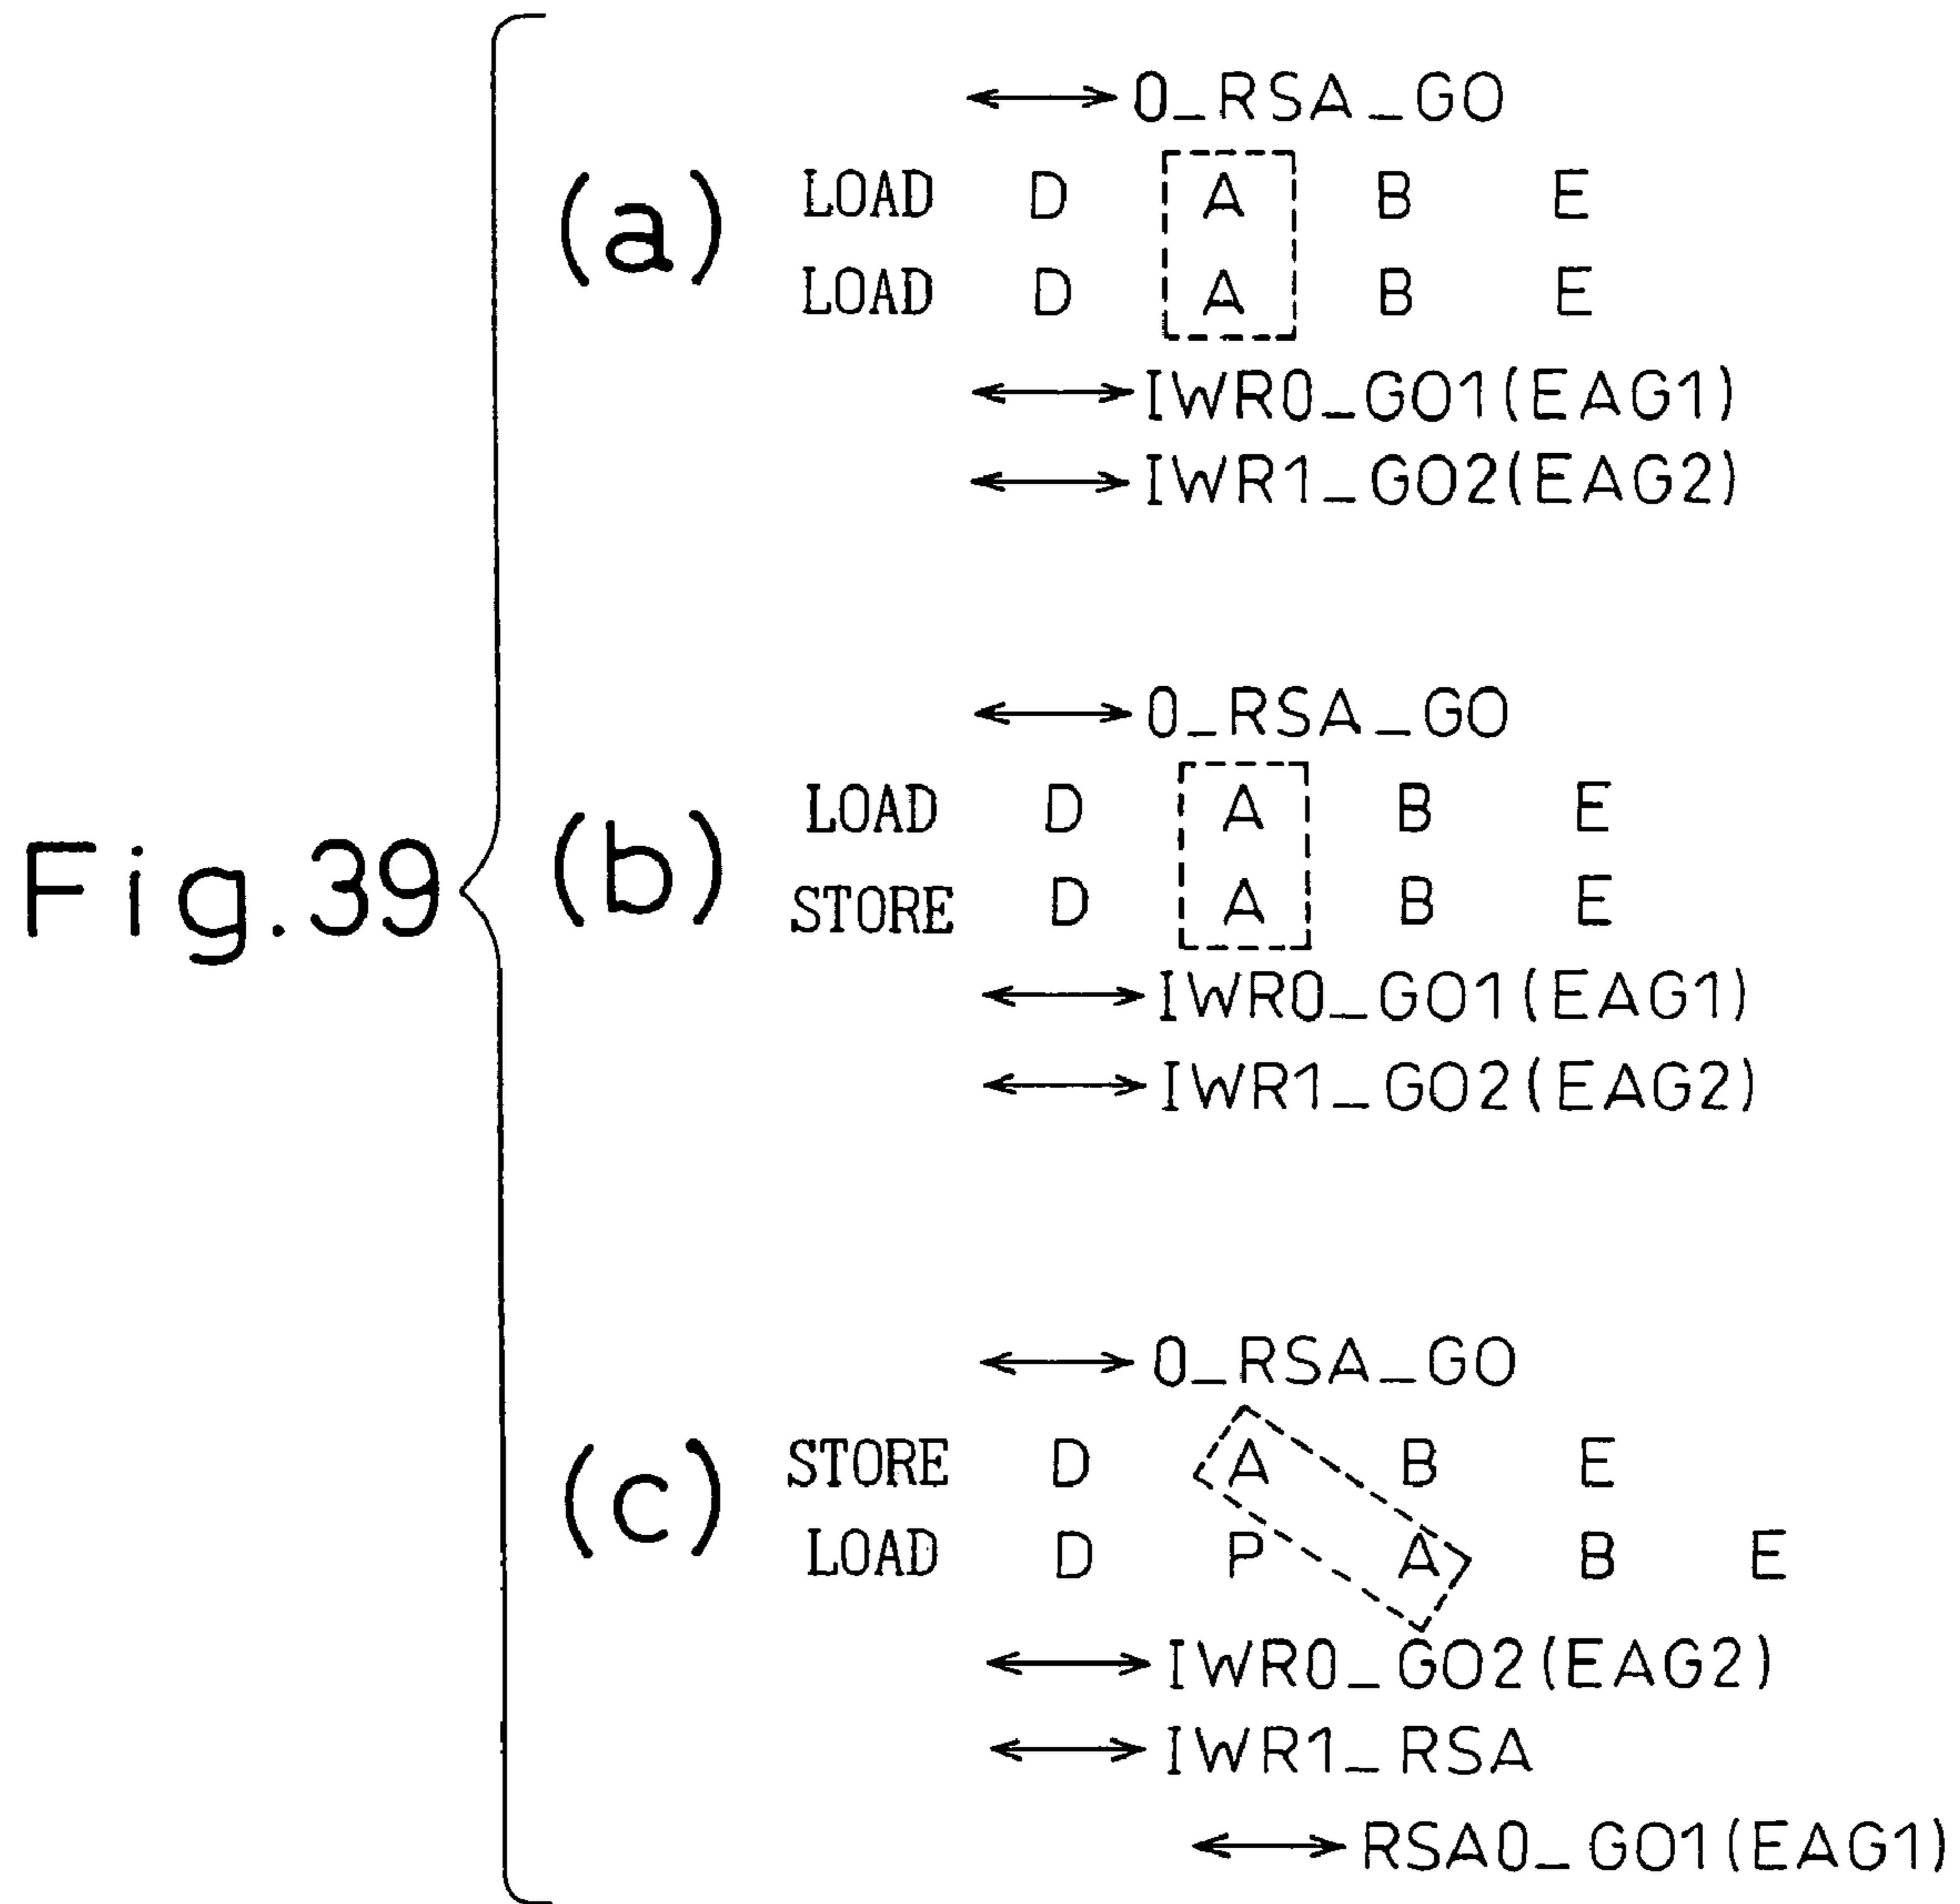 Fig.39
(a)
0_RSA_GO
LOAD D A B E
LOAD D A B E
IWR0_GO1(EAG1)
IWR1_GO2(EAG2)
(b)
0_RSA_GO
LOAD D A B E
STORE D A B E
IWR0_GO1(EAG1)
IWR1_GO2(EAG2)
(c)
0_RSA_GO
STORE D A B E
LOAD D P A B E
IWR0_GO2(EAG2)
IWR1_RSA
RSA0_GO1(EAG1)